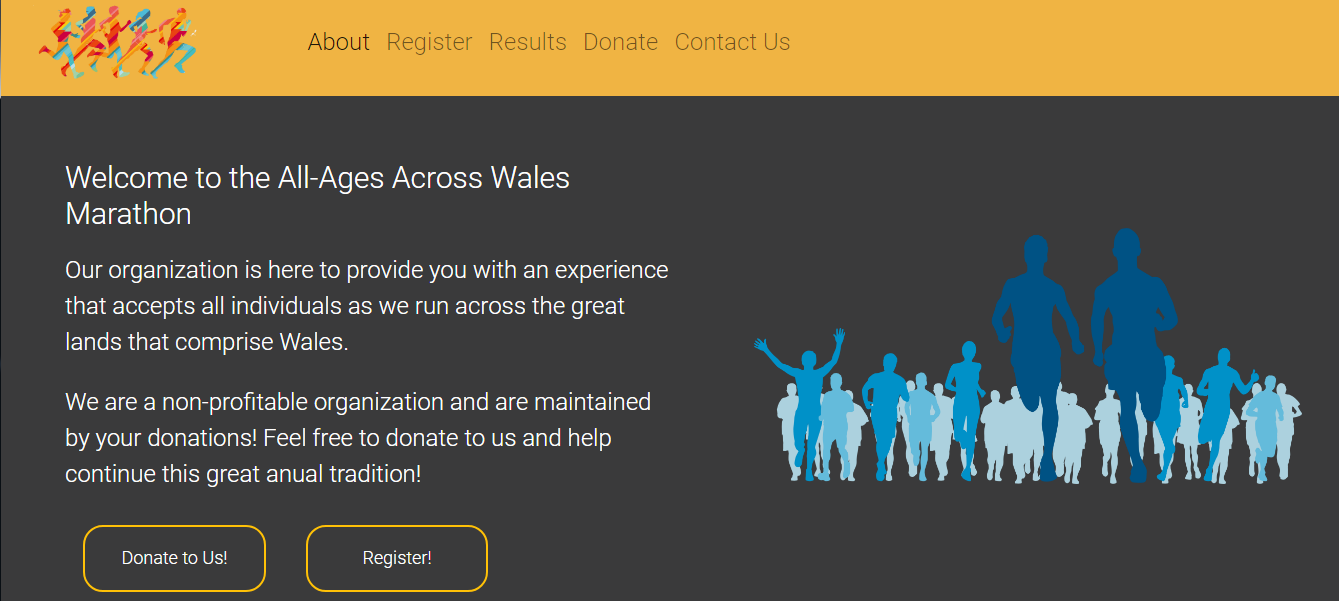 About Register Results Donate Contact Us
Welcome to the All-Ages Across Wales
Marathon
Our organization is here to provide you with an experience
that accepts all individuals as we run across the great
lands that comprise Wales.
We are a non-profitable organization and are maintained
by your donations! Feel free to donate to us and help
continue this great anual tradition!
Donate to Us! Register!